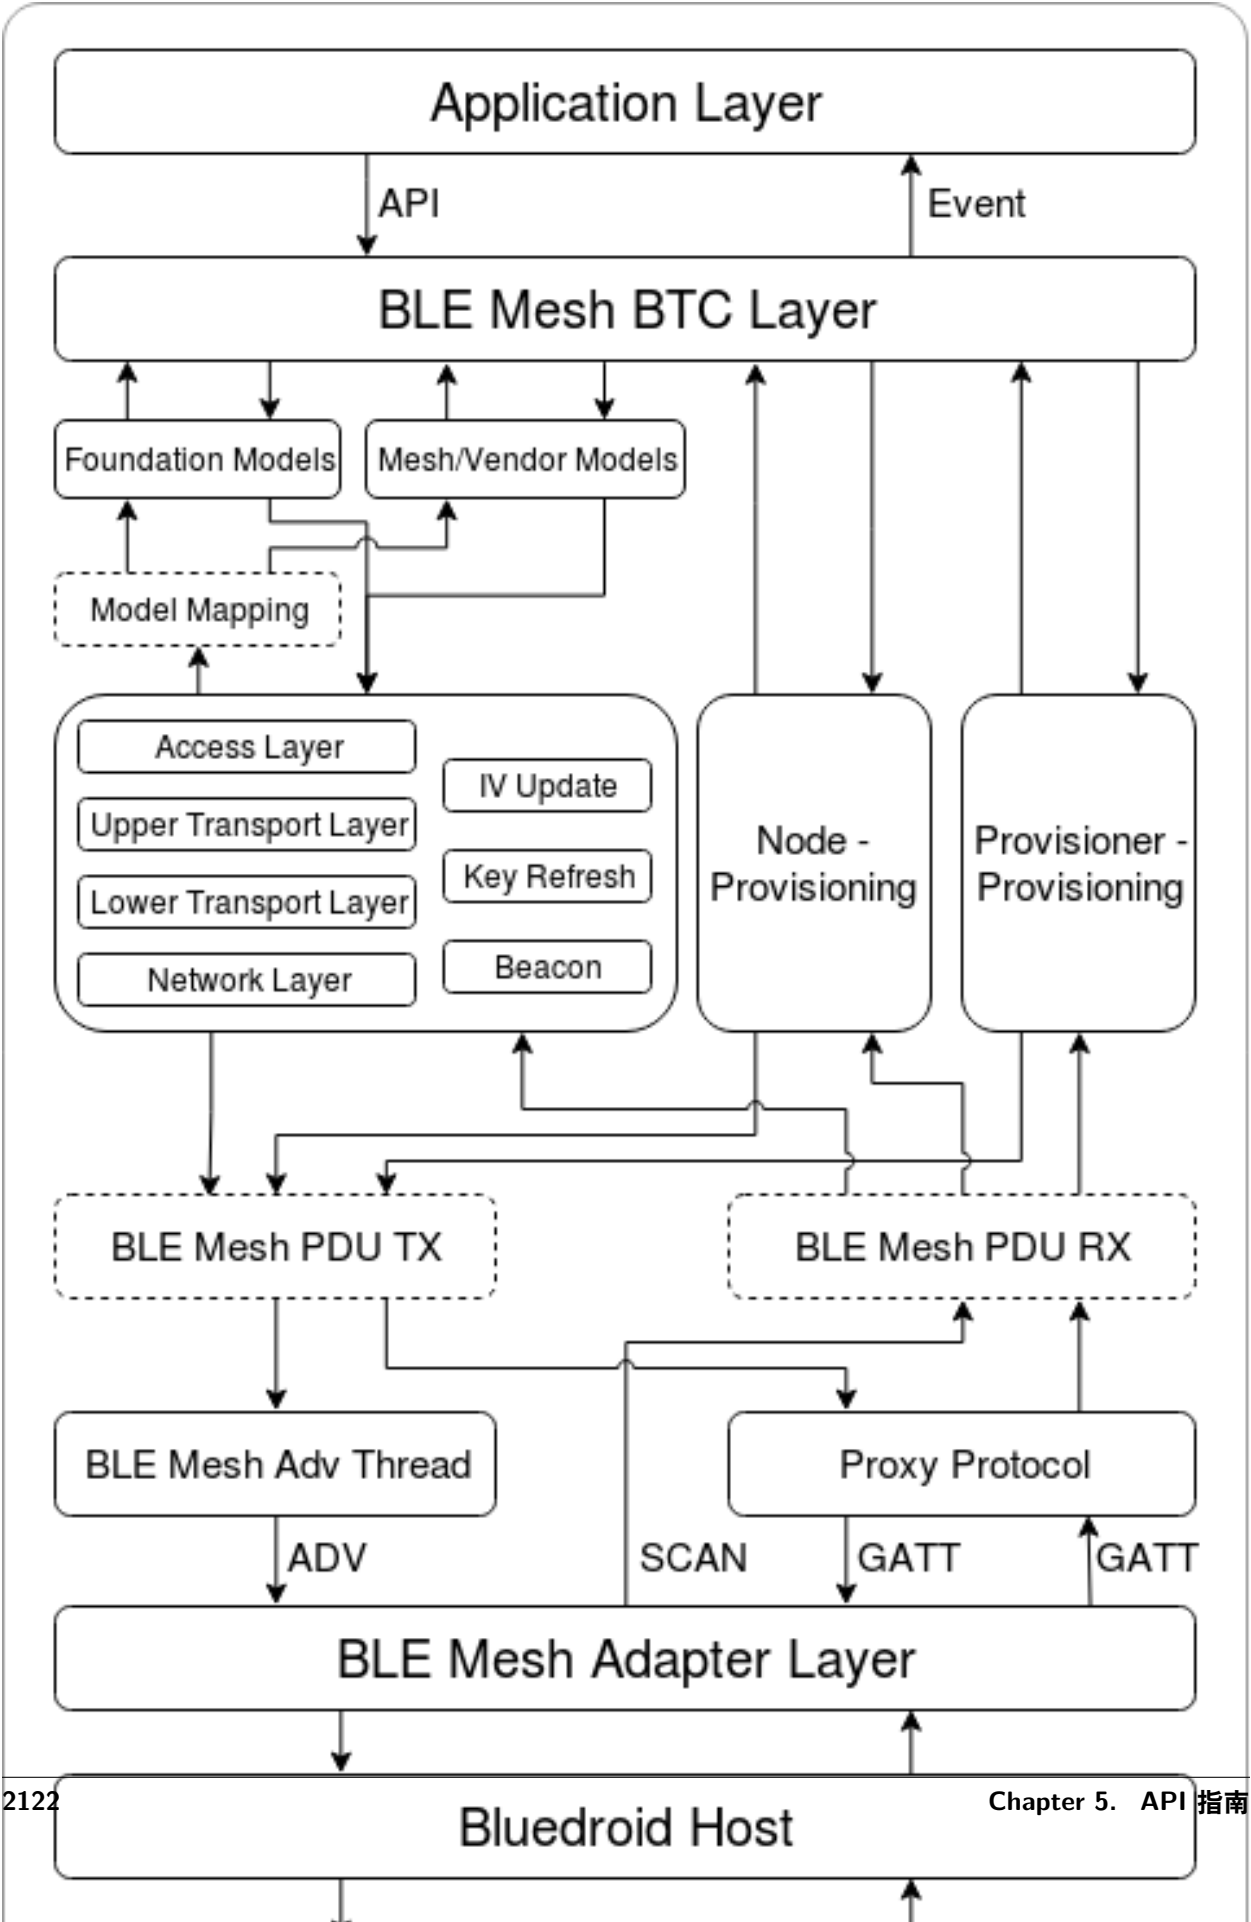 Application Layer
API
Event
BLE Mesh BTC Layer
Foundation Models
Mesh/Vendor Models
Model Mapping
Access Layer
IV Update
Upper Transport Layer
Key Refresh
Lower Transport Layer
Beacon
Network Layer
Node -
Provisioning
Provisioner -
Provisioning
BLE Mesh PDU TX
BLE Mesh PDU RX
BLE Mesh Adv Thread
Proxy Protocol
ADV
SCAN
GATT
GATT
BLE Mesh Adapter Layer
2122
Chapter 5. API 指南
Bluedroid Host